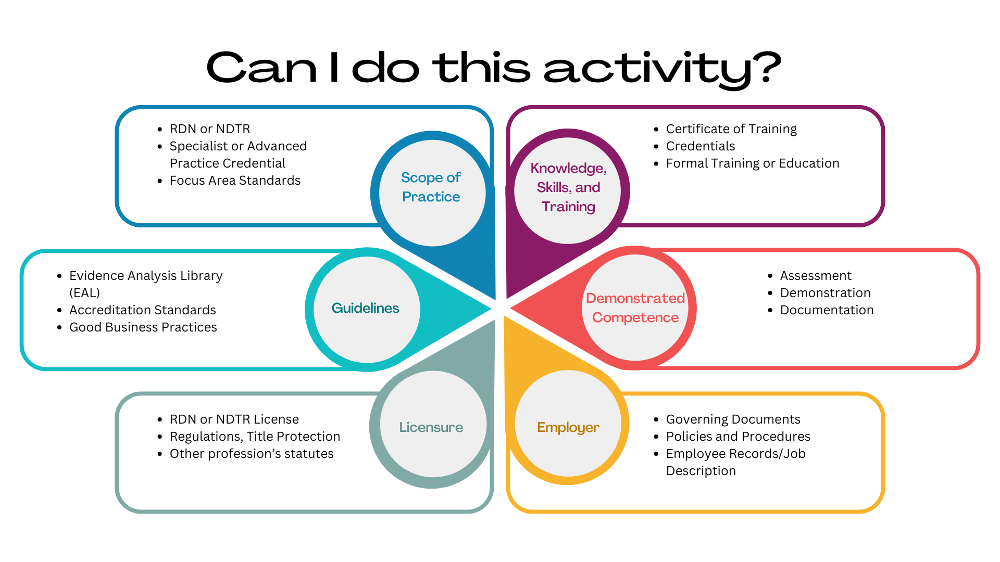 Can I do this activity?
• RDN or NDTR
• Specialist or Advanced
Practice Credential
• Focus Area Standards
Scope of
Practice
Knowledge,
Skills, and
Training
• Certificate of Training
• Credentials
• Formal Training or Education
• Evidence Analysis Library
(EAL)
• Accreditation Standards
• Good Business Practices
Guidelines
Demonstrated
Competence
• Assessment
• Demonstration
• Documentation
• RDN or NDTR License
• Regulations, Title Protection
• Other profession’s statutes
Licensure
Employer
• Governing Documents
• Policies and Procedures
• Employee Records/Job
Description